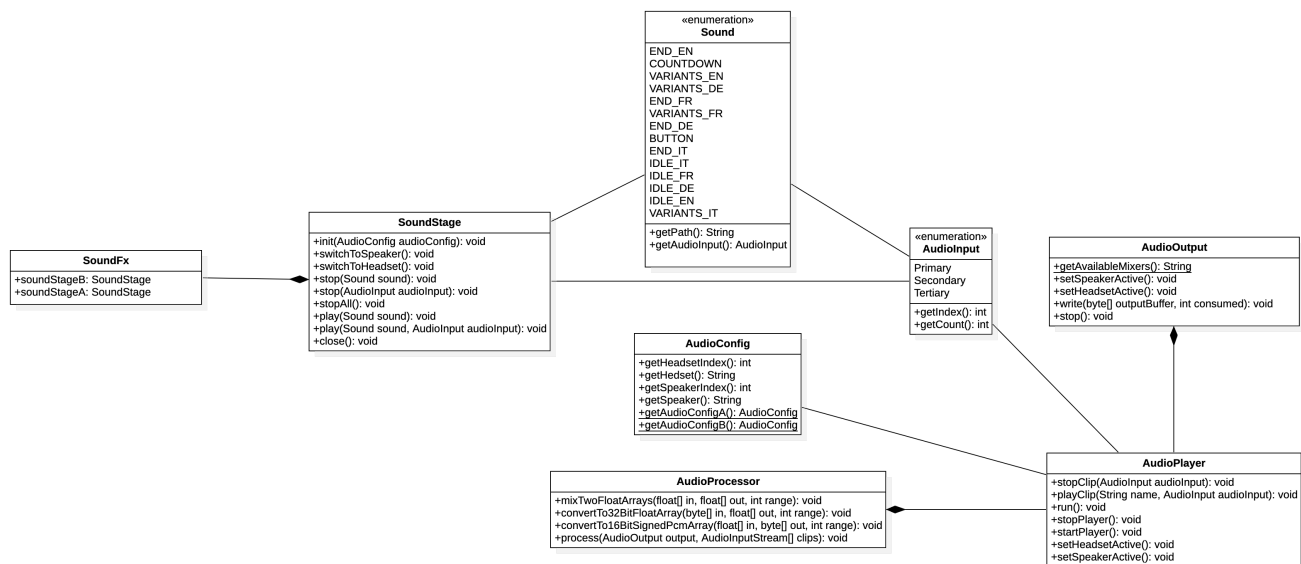 «enumeration»
Sound
END_EN
COUNTDOWN
VARIANTS_EN
VARIANTS_DE
END_FR
VARIANTS_FR
END_DE
BUTTON
END_IT
IDLE_IT
IDLE_FR
IDLE_DE
IDLE_EN
VARIANTS_IT
+getPath(): String
+getAudioInput(): AudioInput
SoundStage
+init(AudioConfig audioConfig): void
+switchToSpeaker(): void
+switchToHeadset(): void
+stop(Sound sound): void
+stop(AudioInput audioInput): void
+stopAll(): void
+play(Sound sound): void
+play(Sound sound, AudioInput audioInput): void
+close(): void
SoundFx
+soundStageB: SoundStage
+soundStageA: SoundStage
«enumeration»
AudioInput
Primary
Secondary
Tertiary
+getIndex(): int
+getCount(): int
AudioOutput
+getAvailableMixers(): String
+setSpeakerActive(): void
+setHeadsetActive(): void
+write(byte[] outputBuffer, int consumed): void
+stop(): void
AudioConfig
+getHeadsetIndex(): int
+getHedset(): String
+getSpeakerIndex(): int
+getSpeaker(): String
+getAudioConfigA(): AudioConfig
+getAudioConfigB(): AudioConfig
AudioProcessor
+mixTwoFloatArrays(float[] in, float[] out, int range): void
+convertTo32BitFloatArray(byte[] in, float[] out, int range): void
+convertTo16BitSignedPcmArray(float[] in, byte[] out, int range): void
+process(AudioOutput output, AudioInputStream[] clips): void
AudioPlayer
+stopClip(AudioInput audioInput): void
+playClip(String name, AudioInput audioInput): void
+run(): void
+stopPlayer(): void
+startPlayer(): void
+setHeadsetActive(): void
+setSpeakerActive(): void